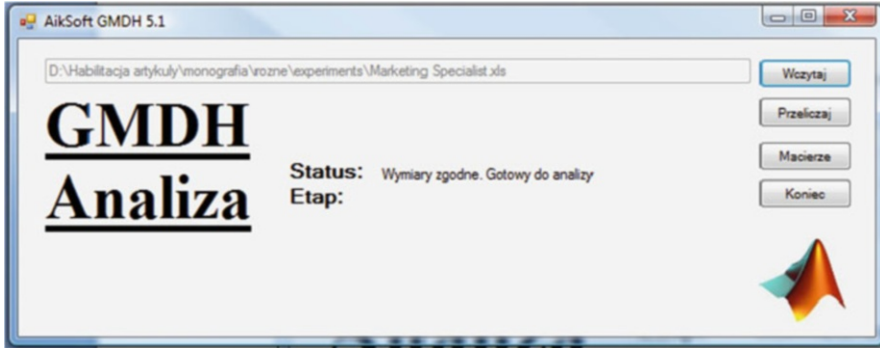 AikSoft GMDH 5.1
D:\Habilitacja artykuly\monografia\rozne\experiments\Marketing Specialist.xls
Wczytaj
GMDH
Analiza
Przeliczaj
Status: Wymiary zgodne. Gotowy do analizy
Etap:
Macierze
Koniec